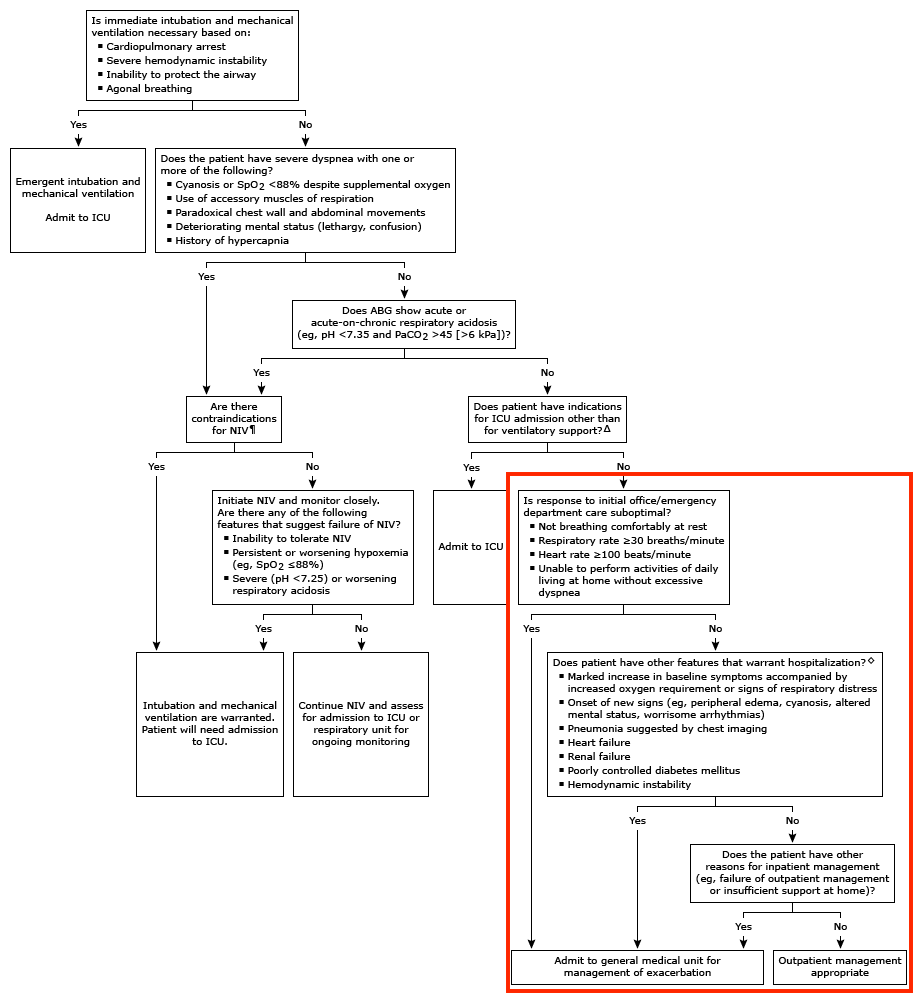 Is immediate intubation and mechanical
ventilation necessary based on:
▪ Cardiopulmonary arrest
▪ Severe hemodynamic instability
▪ Inability to protect the airway
▪ Agonal breathing
Yes
No
Emergent intubation and
mechanical ventilation
Admit to ICU
Does the patient have severe dyspnea with one or
more of the following?
▪ Cyanosis or SpO2 <88% despite supplemental oxygen
▪ Use of accessory muscles of respiration
▪ Paradoxical chest wall and abdominal movements
▪ Deteriorating mental status (lethargy, confusion)
▪ History of hypercapnia
Yes
No
Does ABG show acute or
acute-on-chronic respiratory acidosis
(eg, pH <7.35 and PaCO2 >45 [>6 kPa])?
Yes
No
Are there
contraindications
for NIV¶
Does patient have indications
for ICU admission other than
for ventilatory support?Δ
Yes
No
Yes
No
Initiate NIV and monitor closely.
Are there any of the following
features that suggest failure of NIV?
▪ Inability to tolerate NIV
▪ Persistent or worsening hypoxemia
(eg, SpO2 ≤88%)
▪ Severe (pH <7.25) or worsening
respiratory acidosis
Admit to ICU
Is response to initial office/emergency
department care suboptimal?
▪ Not breathing comfortably at rest
▪ Respiratory rate ≥30 breaths/minute
▪ Heart rate ≥100 beats/minute
▪ Unable to perform activities of daily
living at home without excessive
dyspnea
Yes
No
Yes
No
Intubation and mechanical
ventilation are warranted.
Patient will need admission
to ICU.
Continue NIV and assess
for admission to ICU or
respiratory unit for
ongoing monitoring
Does patient have other features that warrant hospitalization?◊
▪ Marked increase in baseline symptoms accompanied by
increased oxygen requirement or signs of respiratory distress
▪ Onset of new signs (eg, peripheral edema, cyanosis, altered
mental status, worrisome arrhythmias)
▪ Pneumonia suggested by chest imaging
▪ Heart failure
▪ Renal failure
▪ Poorly controlled diabetes mellitus
▪ Hemodynamic instability
Yes
No
Does the patient have other
reasons for inpatient management
(eg, failure of outpatient management
or insufficient support at home)?
Yes
No
Admit to general medical unit for
management of exacerbation
Outpatient management
appropriate